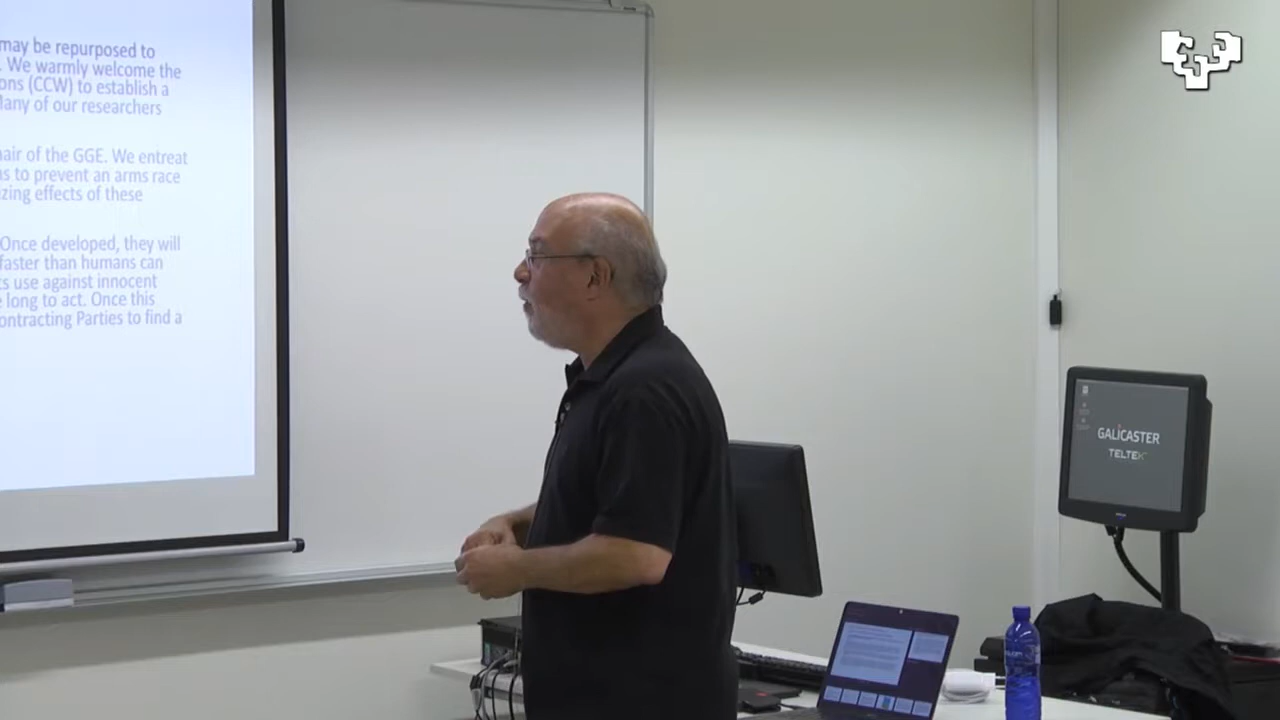 may be repurposed to
. We warmly welcome the
ons (CCW) to establish a
Many of our researchers
hair of the GGE. We entreat
ns to prevent an arms race
izing effects of these
Once developed, they will
faster than humans can
ts use against innocent
e long to act. Once this
ontracting Parties to find a
GALICASTER
TELTEK